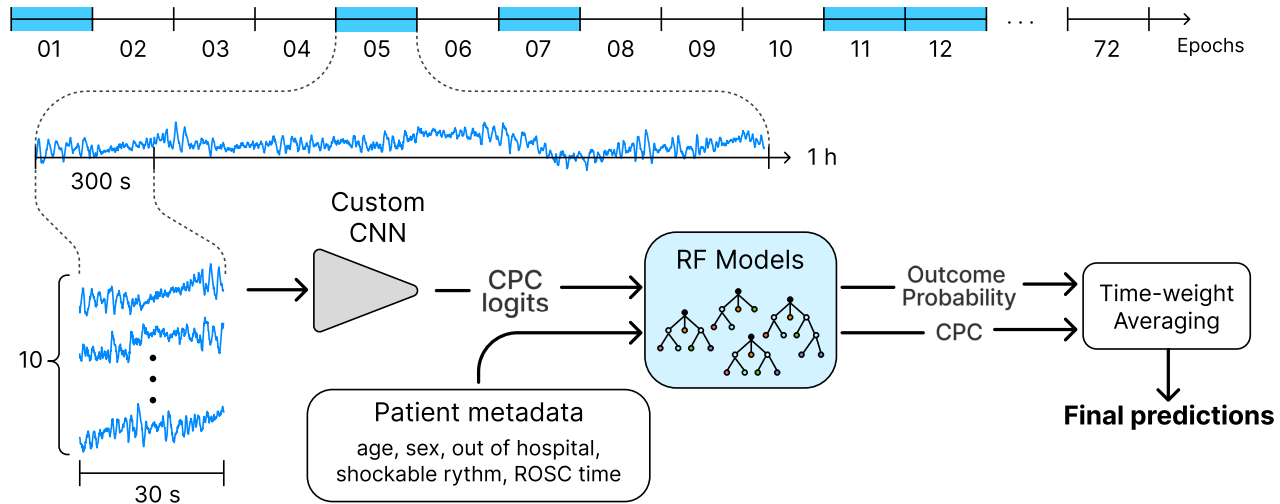 01 02 03 04 05 06 07 08 09 10 11 12 ... 72 Epochs
1 h
300 s
Custom
CNN
CPC
logits
RF Models
Outcome
Probability
CPC
Time-weight
Averaging
Final predictions
10
30 s
Patient metadata
age, sex, out of hospital,
shockable rythm, ROSC time